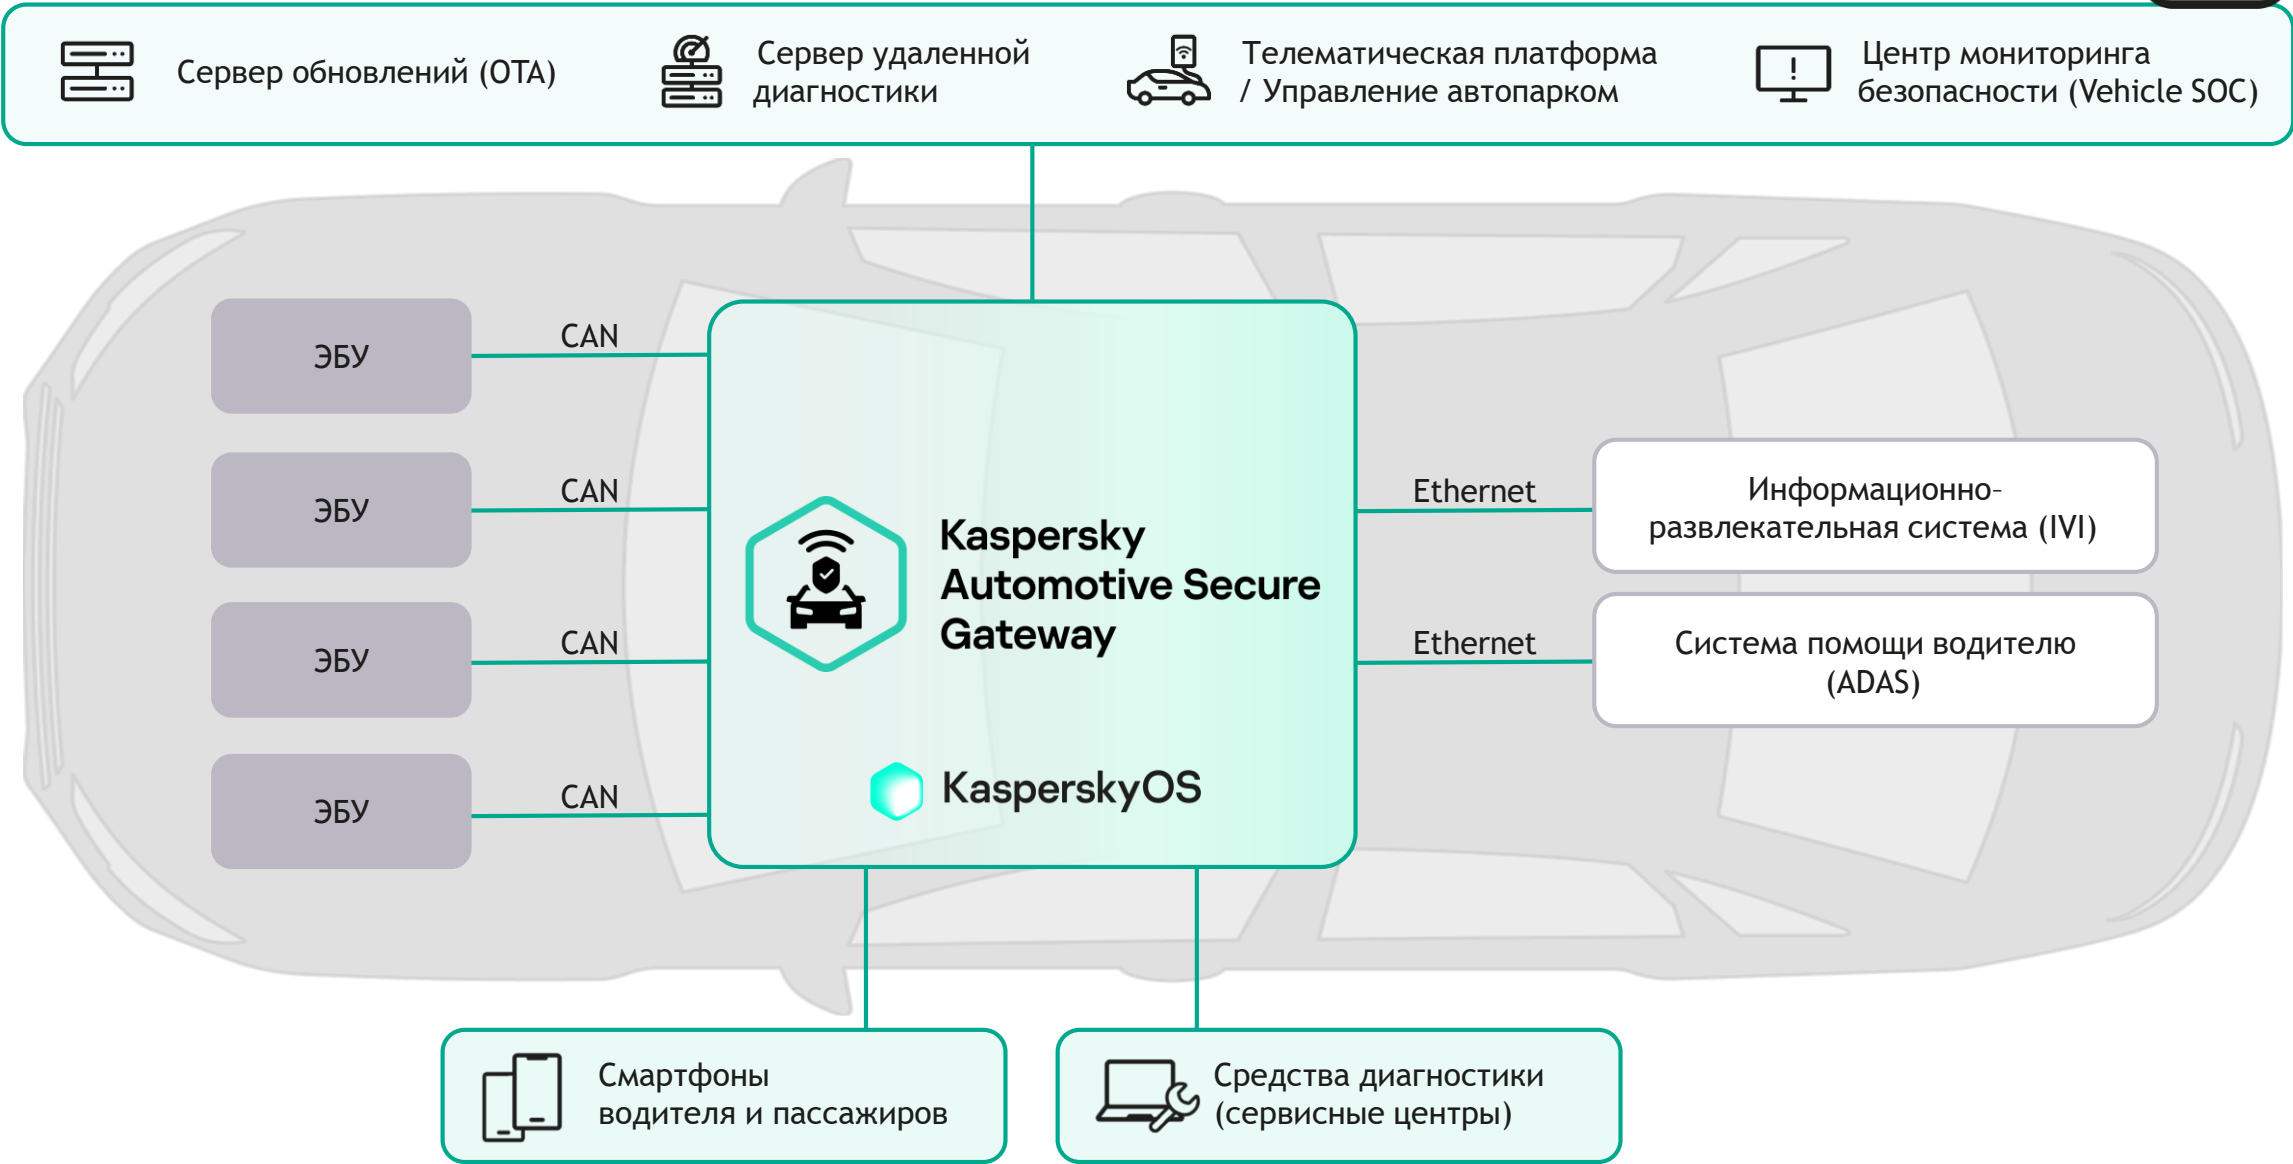 Сервер обновлений (OTA)
Сервер удаленной
диагностики
Телематическая платформа
/ Управление автопарком
Центр мониторинга
безопасности (Vehicle SOC)
ЭБУ
CAN
ЭБУ
CAN
ЭБУ
CAN
ЭБУ
CAN
Kaspersky
Automotive Secure
Gateway
KasperskyOS
Ethernet
Информационно-
развлекательная система (IVI)
Ethernet
Система помощи водителю
(ADAS)
Смартфоны
водителя и пассажиров
Средства диагностики
(сервисные центры)